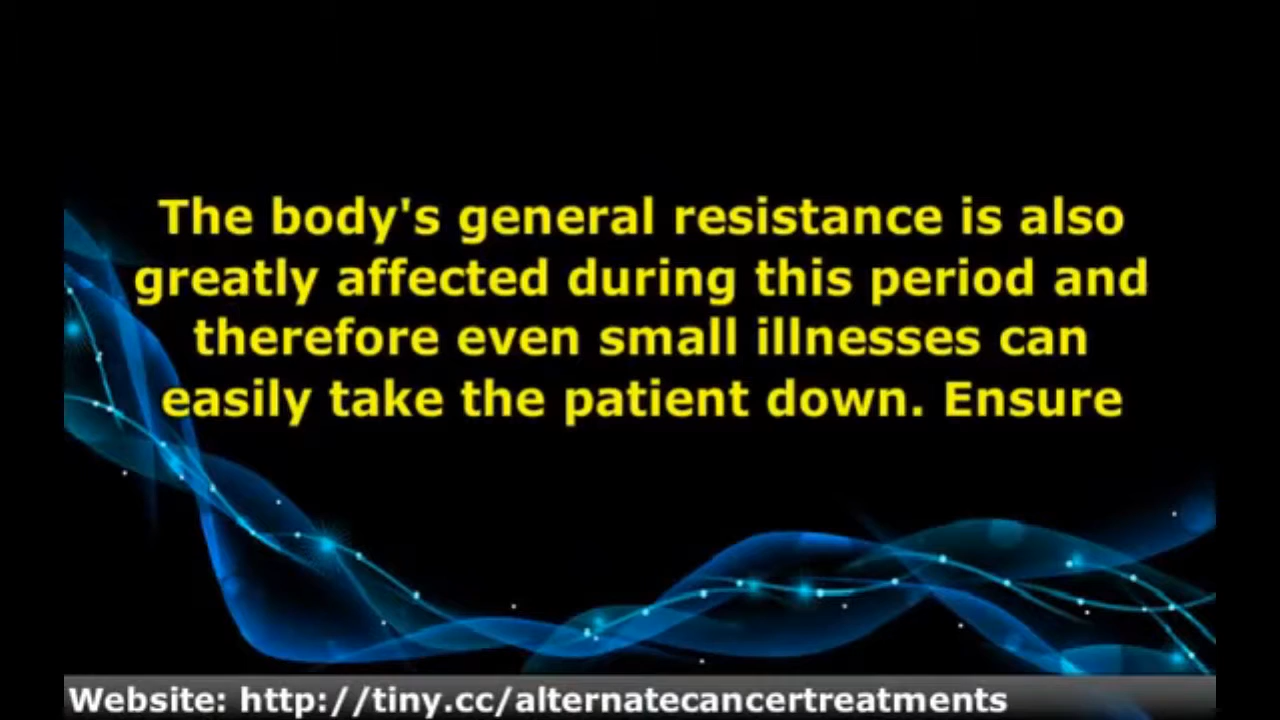 The body's general resistance is also
greatly affected during this period and
therefore even small illnesses can
easily take the patient down. Ensure
Website: http://tiny.cc/alternatecancertreatments